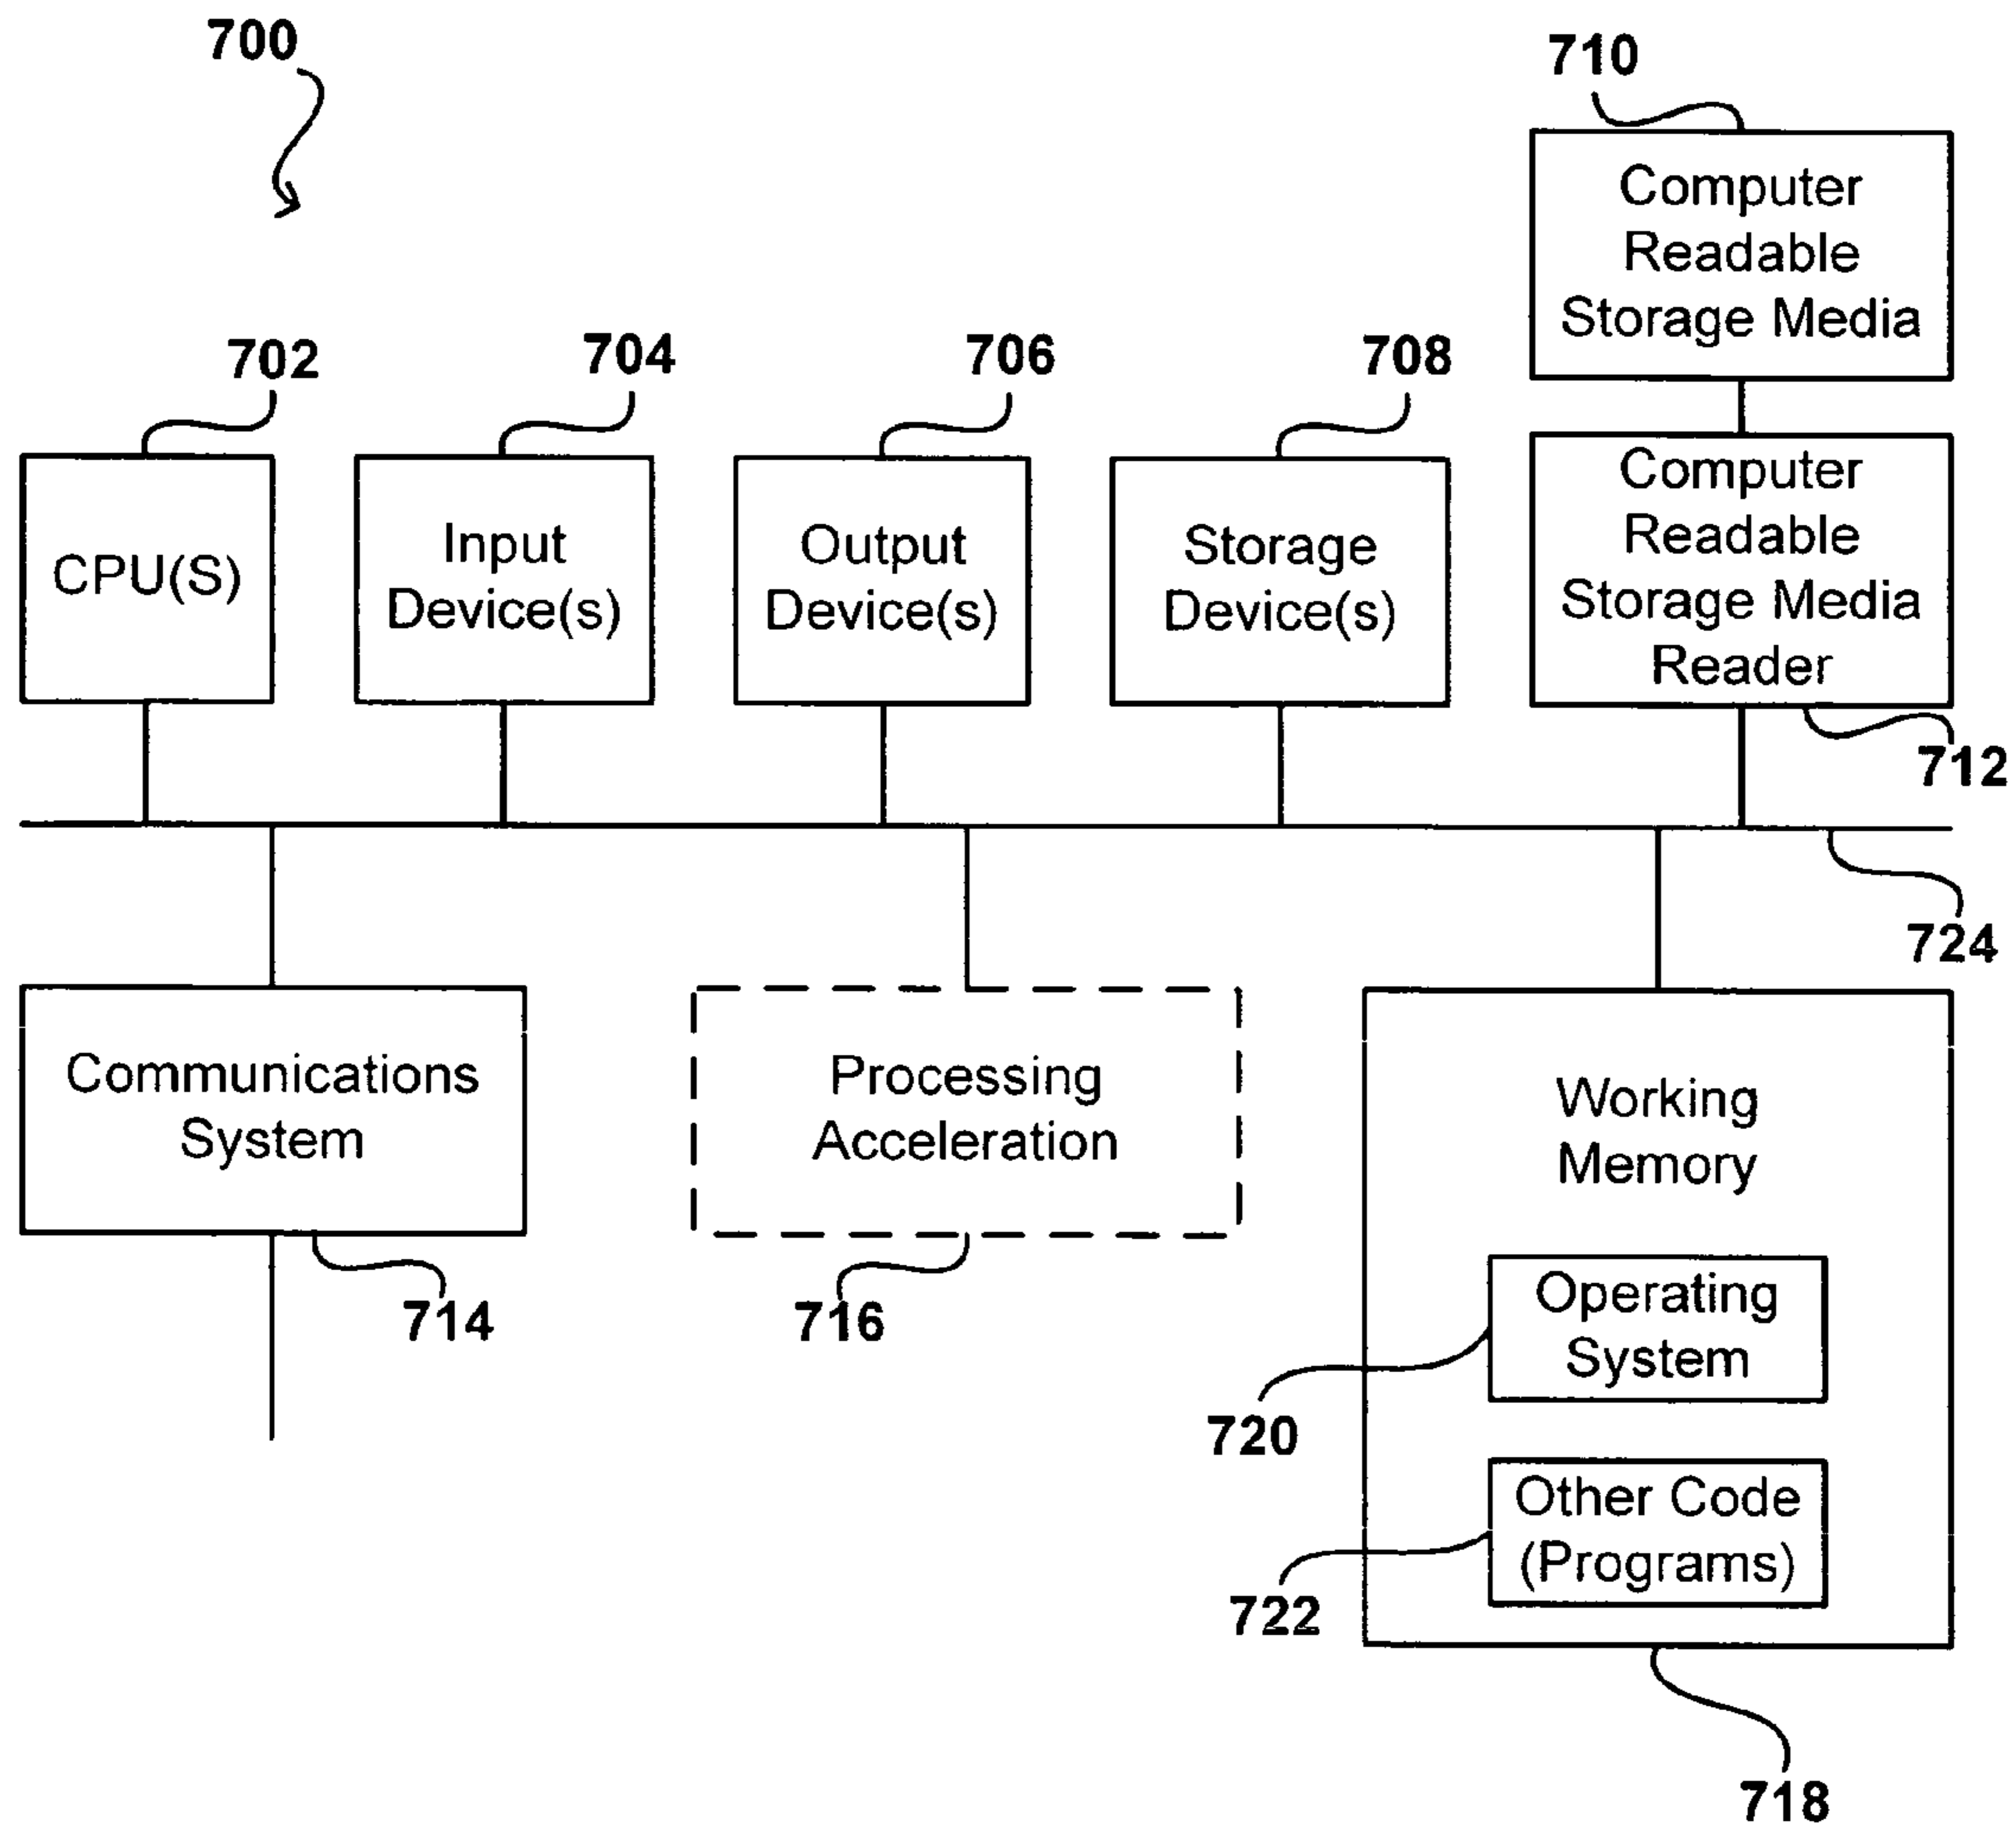 700
710
Computer
Readable
Storage Media
702
704
706
708
CPU(S)
Input
Device(s)
Output
Device(s)
Storage
Device(s)
Computer
Readable
Storage Media
Reader
712
724
Communications
System
714
Processing
Acceleration
716
Working
Memory
Operating
System
720
Other Code
(Programs)
722
718